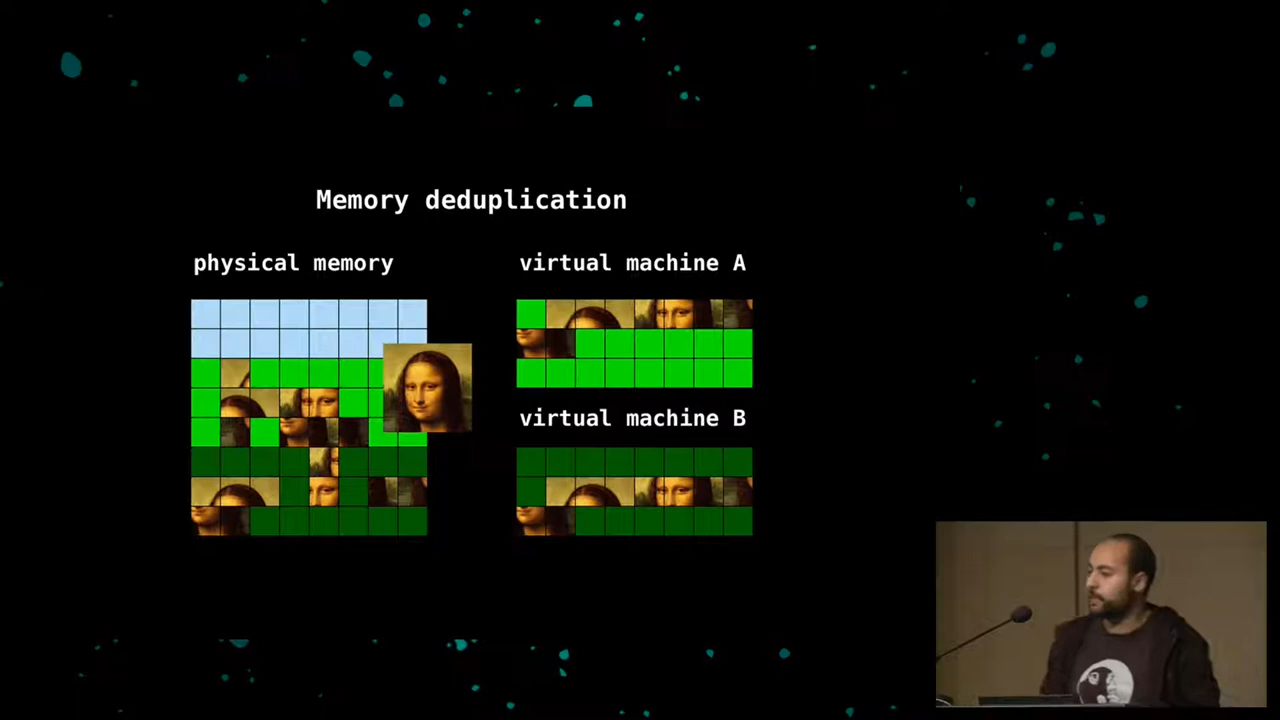 Memory deduplication
physical memory
virtual machine A
virtual machine B